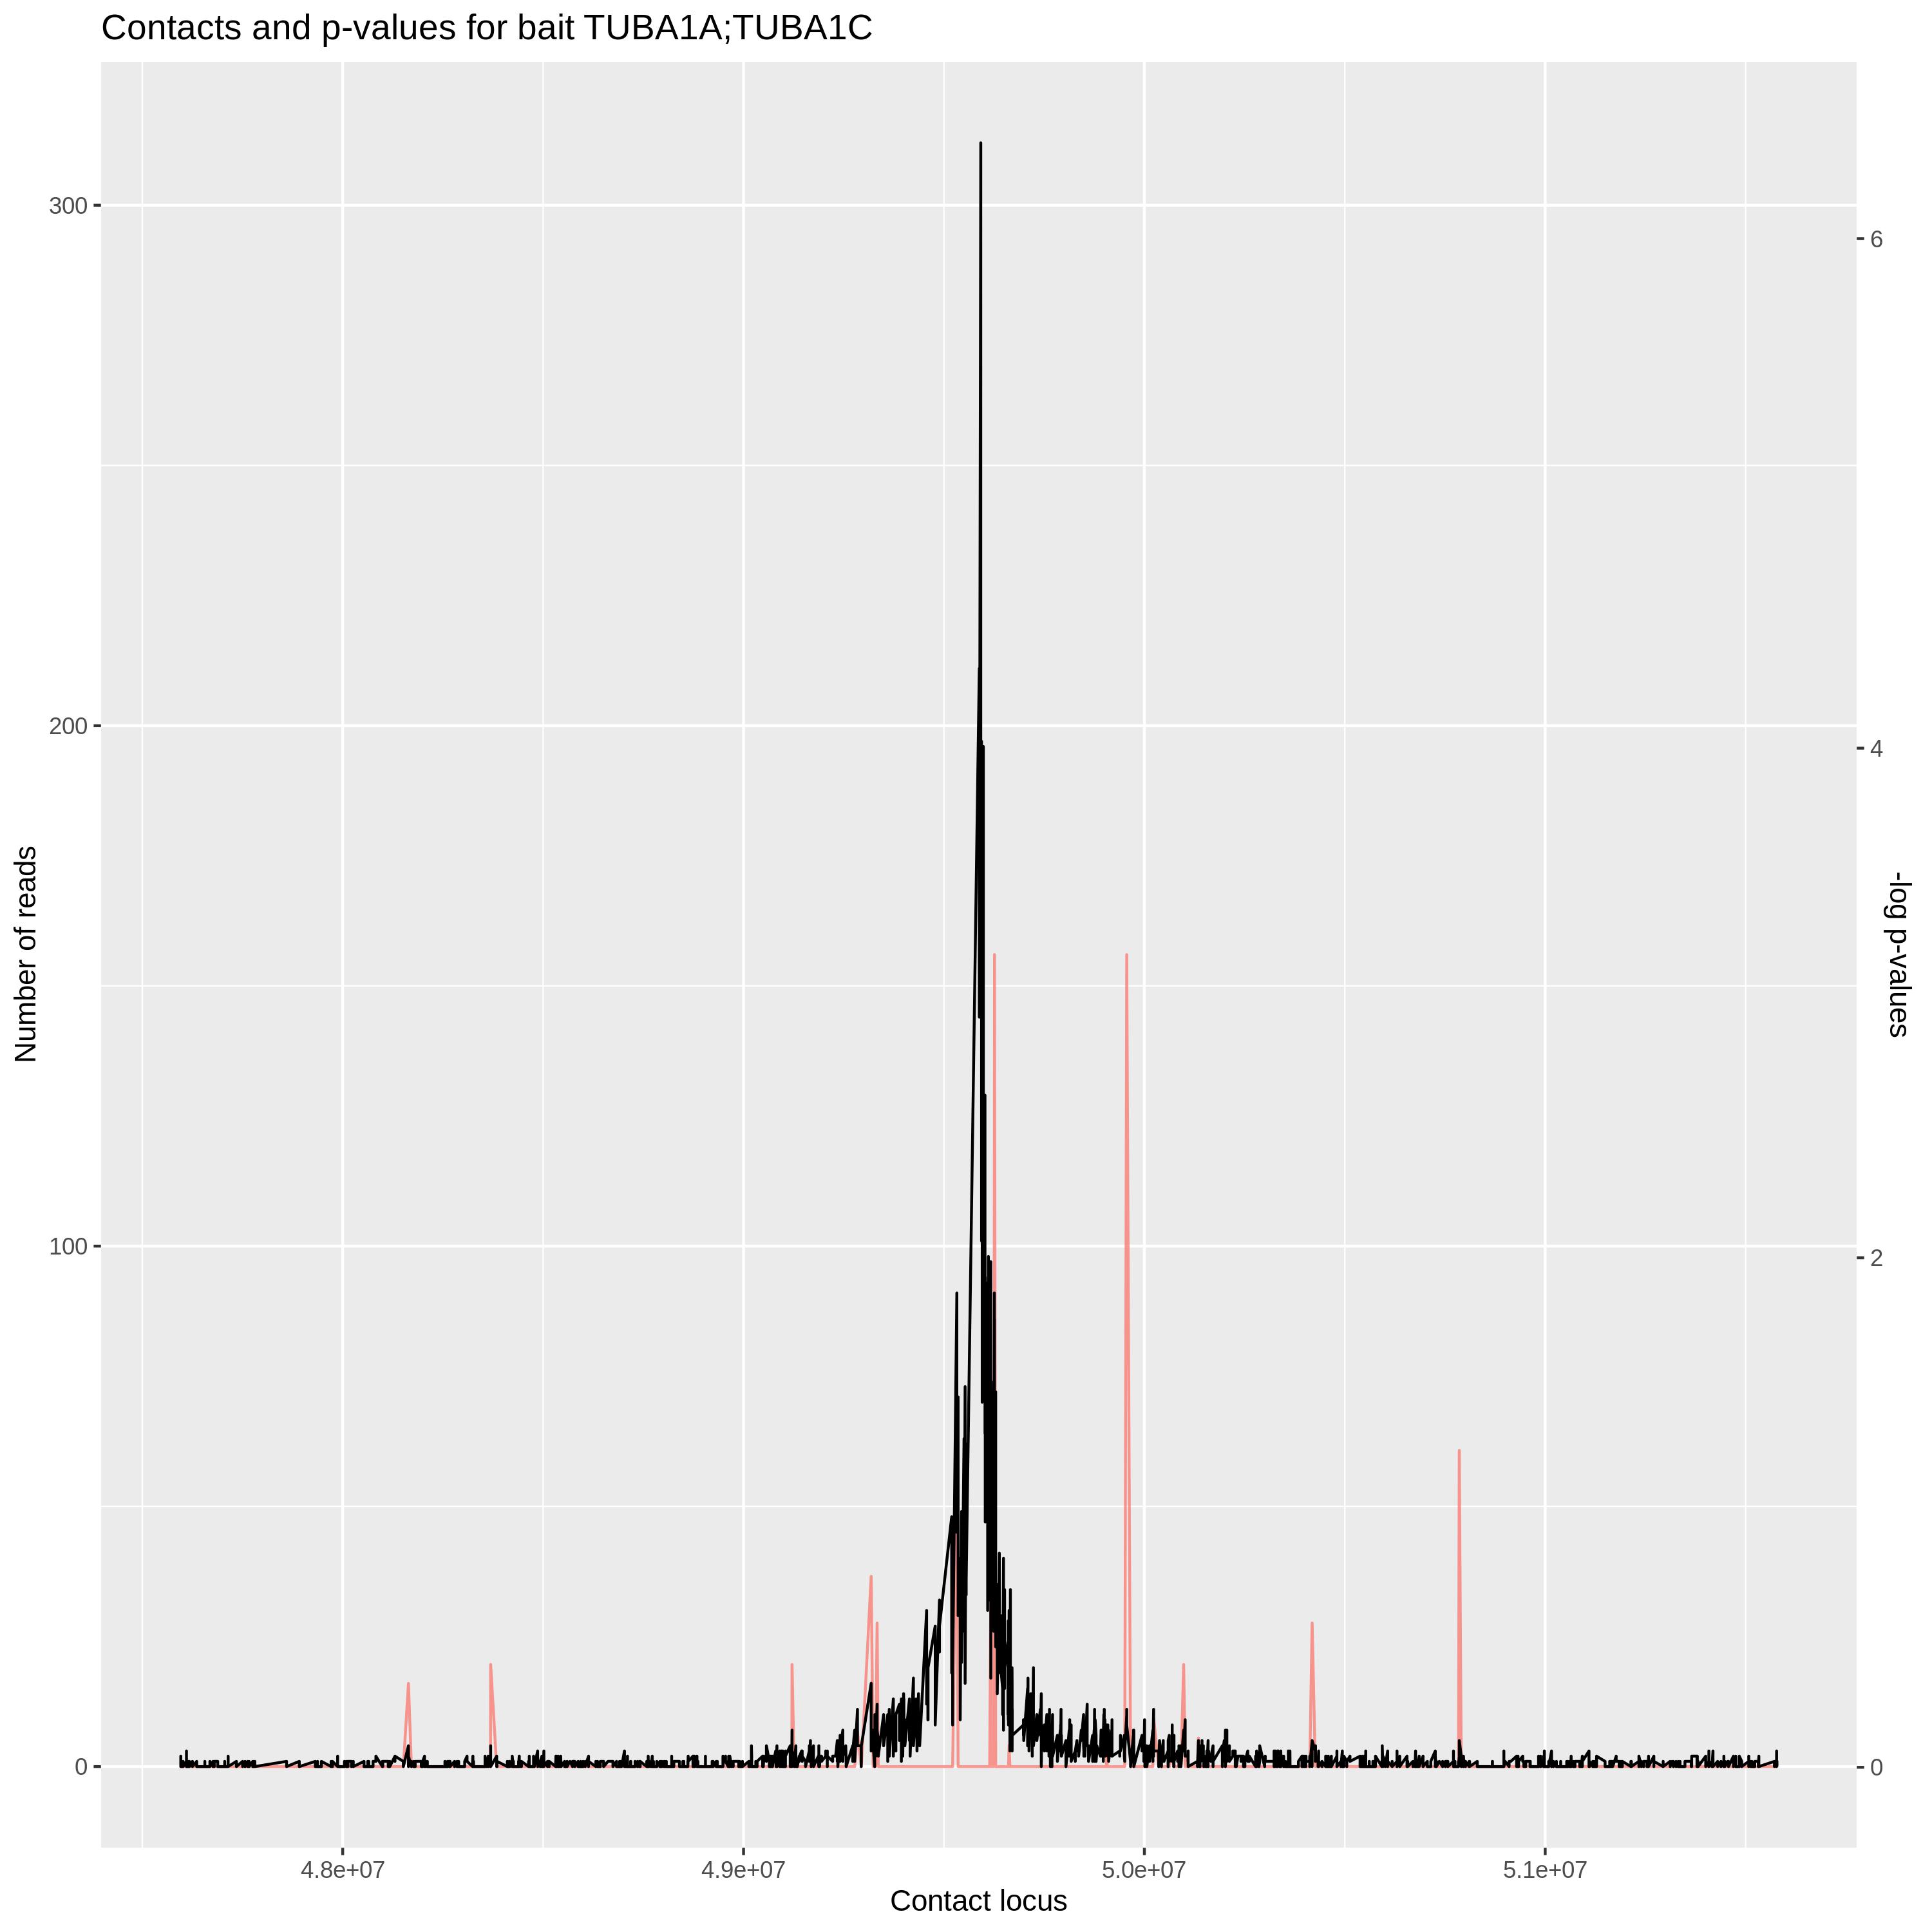 Contacts and p-values for bait TUBA1A;TUBA1C
300
200
100
0
Number of reads
6
4
2
0
-log p-values
4.8e+07
4.9e+07
5.0e+07
5.1e+07
Contact locus